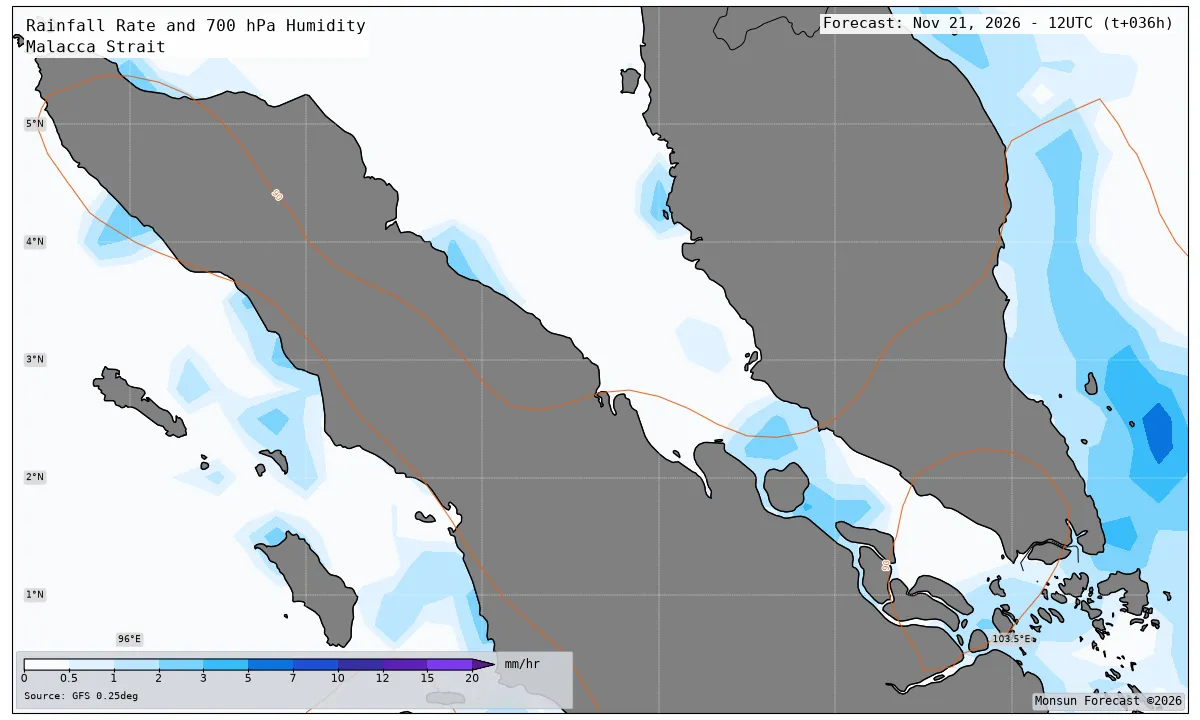 Rainfall Rate and 700 hPa Humidity
Malacca Strait
Forecast: Nov 21, 2026 - 12UTC (t+036h)
5°N
90
4°N
3°N
2°N
90
1°N
96°E
103.5°E
0 0.5 1 2 3 5 7 10 12 15 20 mm/hr
Source: GFS 0.25deg
Monsun Forecast ©2026